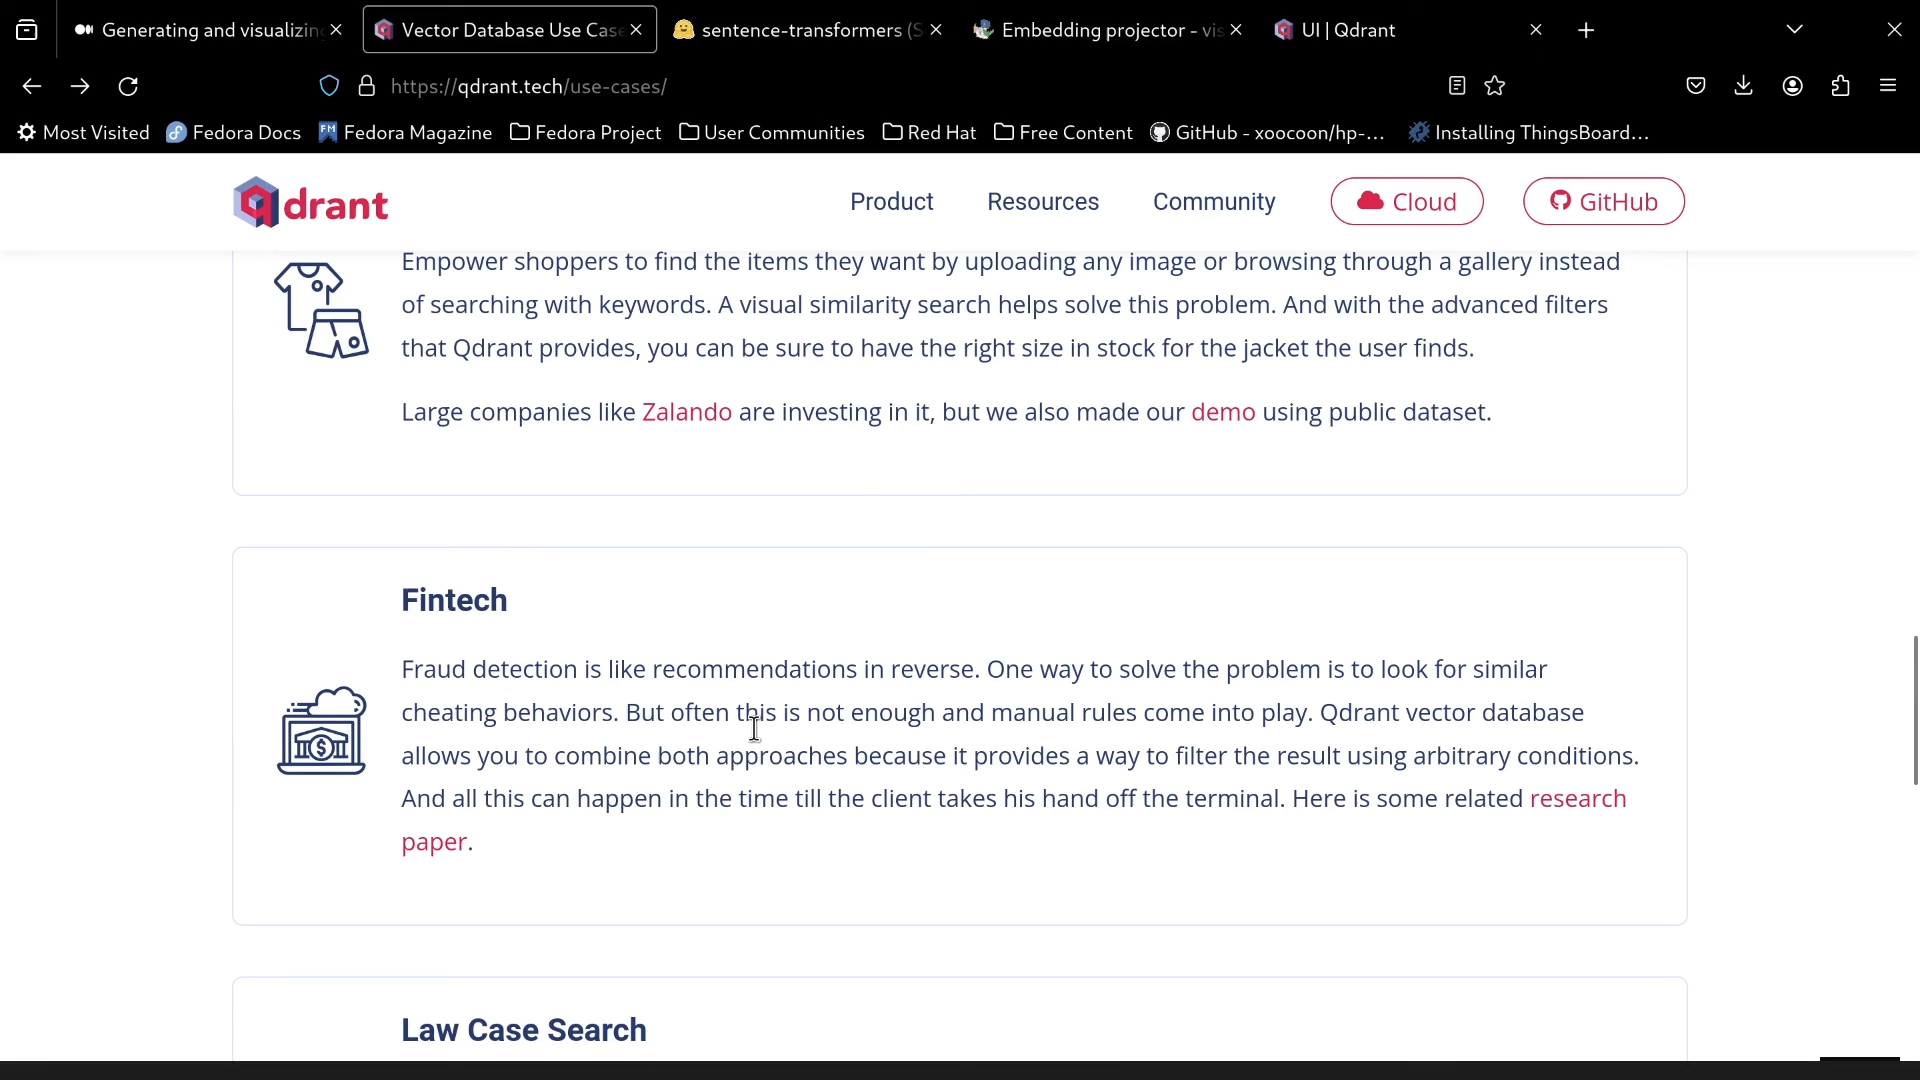 Generating and visualizing
Vector Database Use Case
sentence-transformers (S
Embedding projector - vis
UI | Qdrant
https://qdrant.tech/use-cases/
Most Visited
Fedora Docs
Fedora Magazine
Fedora Project
User Communities
Red Hat
Free Content
GitHub - xoocoon/hp-...
Installing ThingsBoard...
qdrant
Product
Resources
Community
Cloud
GitHub
Empower shoppers to find the items they want by uploading any image or browsing through a gallery instead
of searching with keywords. A visual similarity search helps solve this problem. And with the advanced filters
that Qdrant provides, you can be sure to have the right size in stock for the jacket the user finds.
Large companies like Zalando are investing in it, but we also made our demo using public dataset.
Fintech
Fraud detection is like recommendations in reverse. One way to solve the problem is to look for similar
cheating behaviors. But often this is not enough and manual rules come into play. Qdrant vector database
allows you to combine both approaches because it provides a way to filter the result using arbitrary conditions.
And all this can happen in the time till the client takes his hand off the terminal. Here is some related research
paper.
Law Case Search